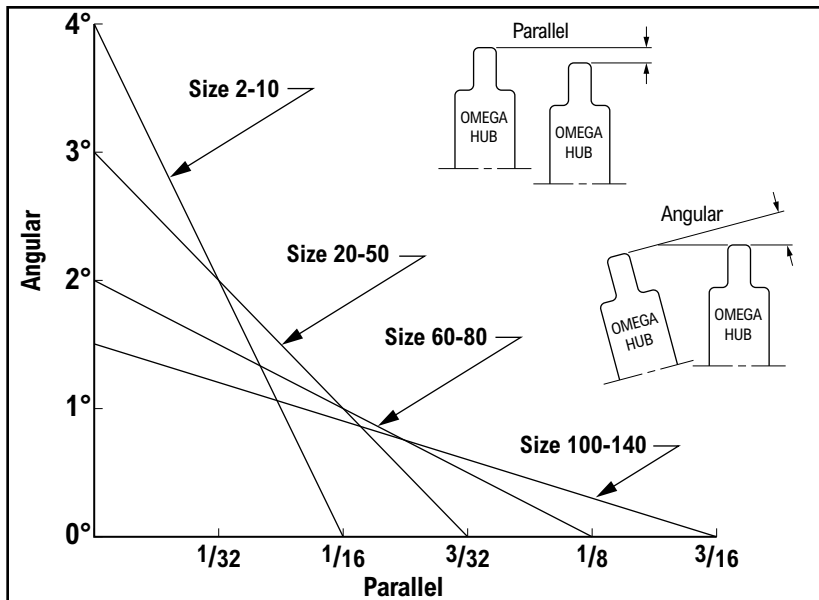 4°
3°
2°
1°
0°
Angular
Size 2-10
Size 20-50
Size 60-80
Size 100-140
1/32
1/16
3/32
1/8
3/16
Parallel
Parallel
OMEGA
HUB
OMEGA
HUB
Angular
OMEGA
HUB
OMEGA
HUB